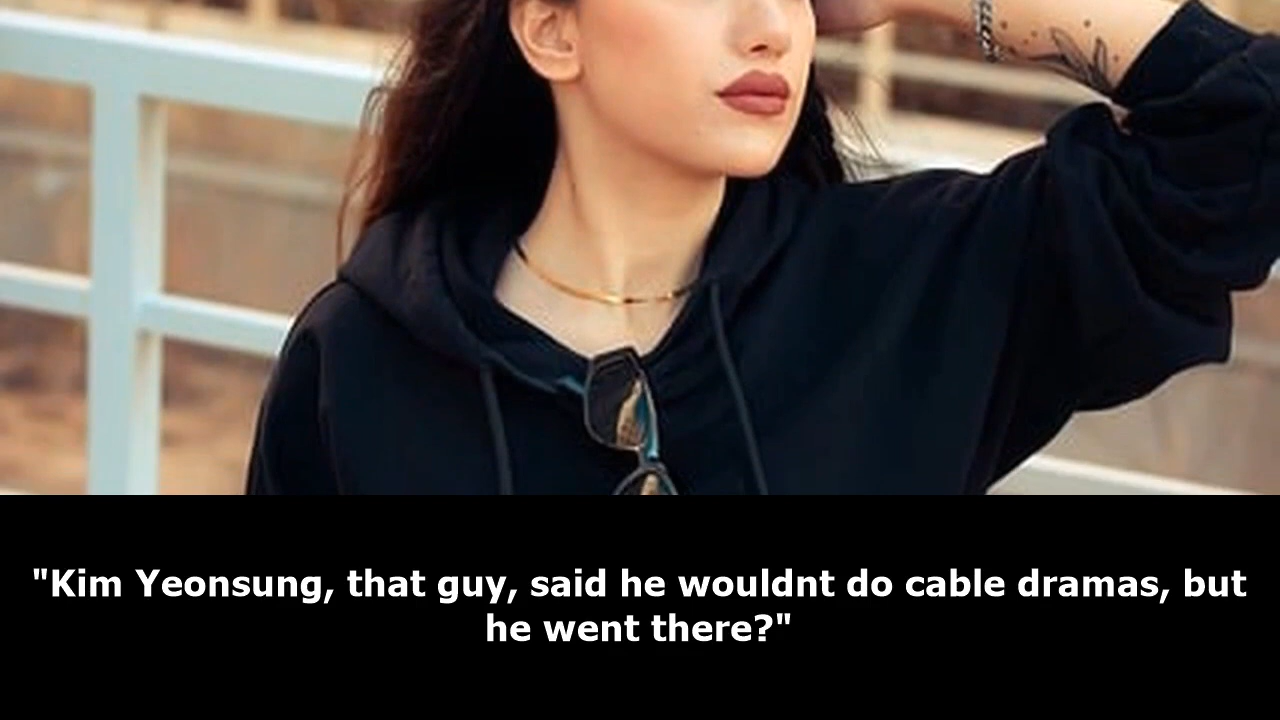 "Kim Yeonsung, that guy, said he wouldnt do cable dramas, but
he went there?"